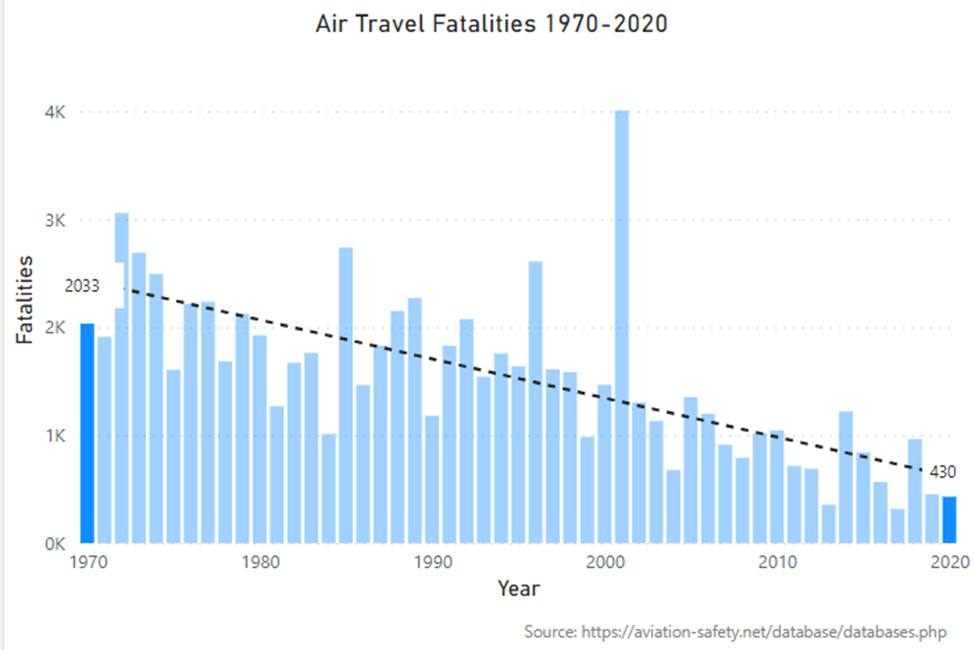 Air Travel Fatalities 1970-2020
4K
3K
2K
1K
0K
Fatalities
2033
430
1970 1980 1990 2000 2010 2020
Year
Source: https://aviation-safety.net/database/databases.php